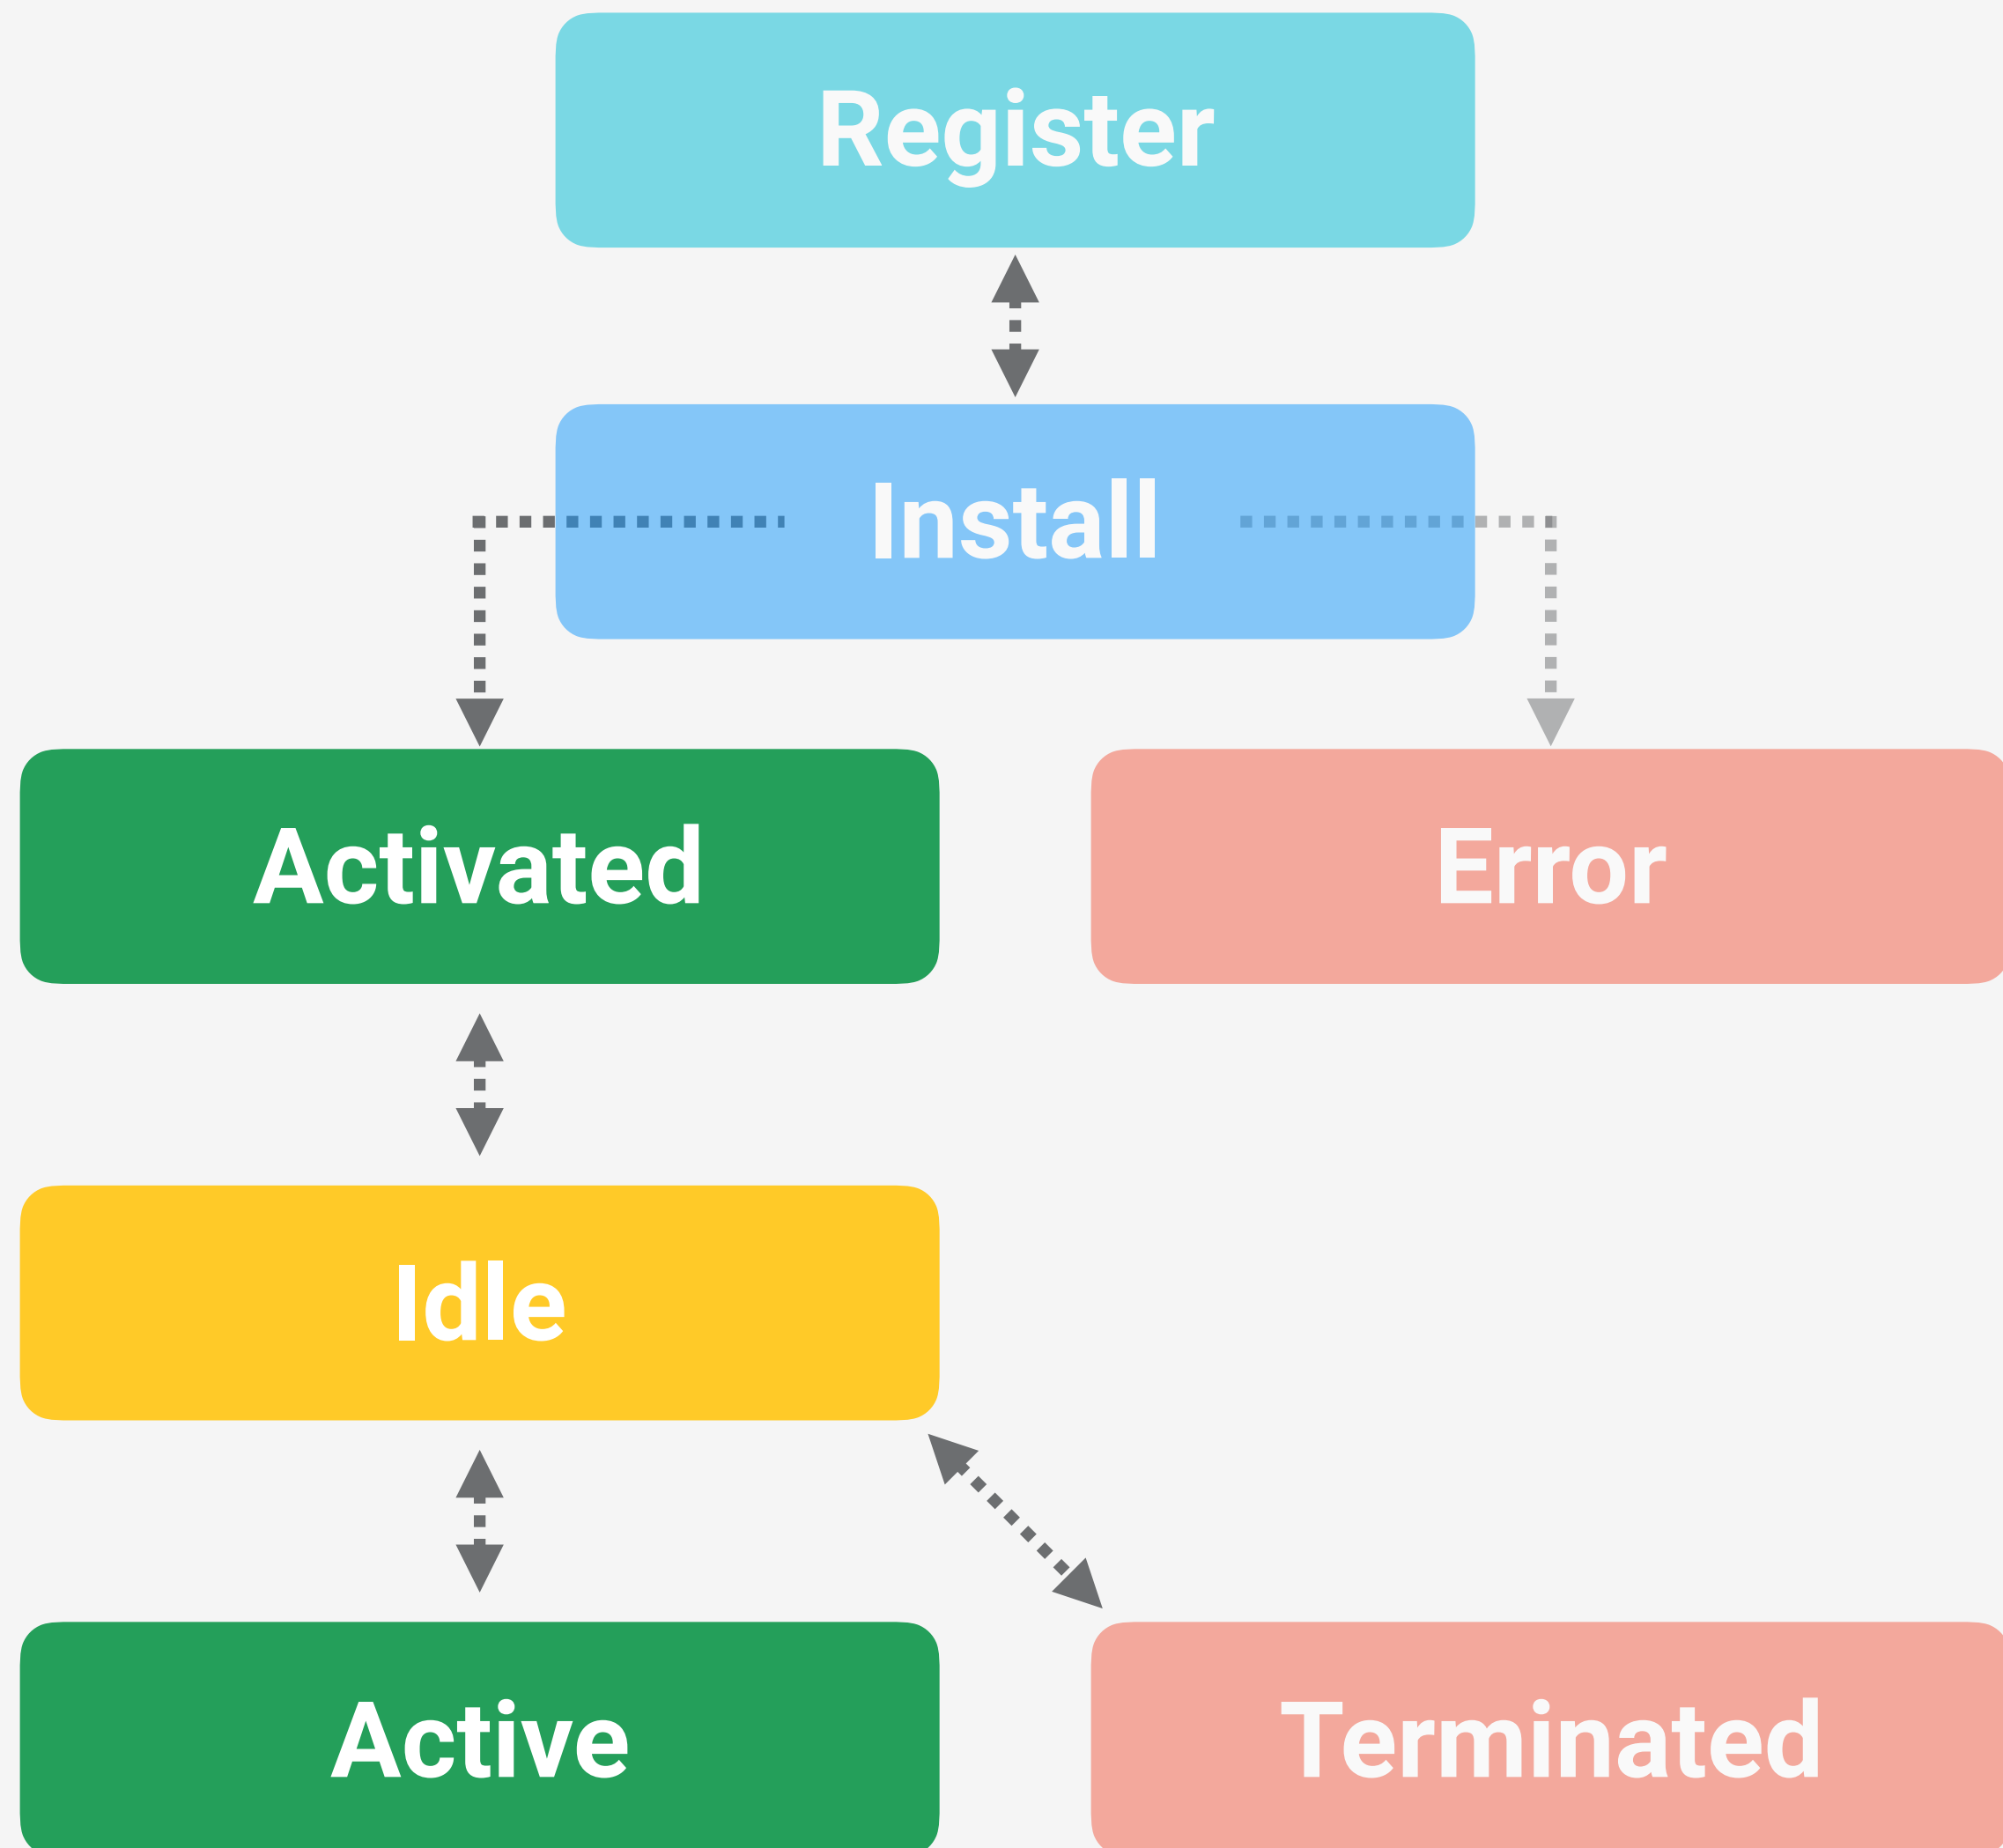 Register
Install
Activated
Error
Idle
Active
Terminated